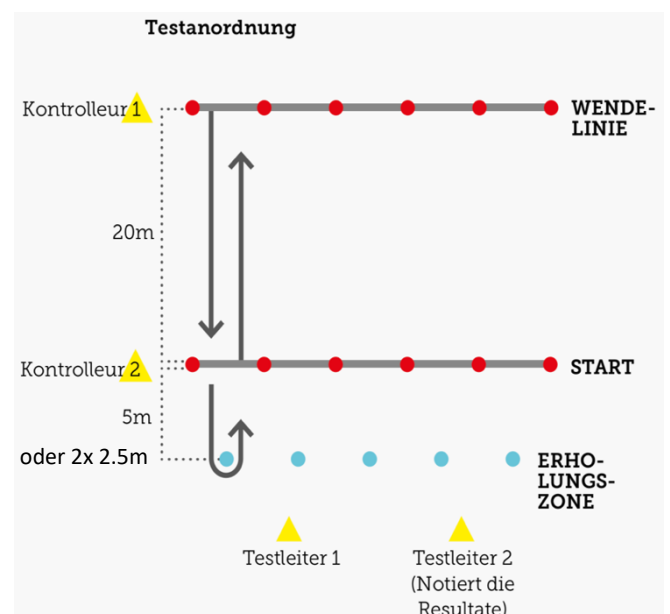 Testanordnung
Kontrolleur 1
WENDE-
LINIE
20m
Kontrolleur 2
START
5m
oder 2x 2.5m
ERHO-
LUNGS-
ZONE
Testleiter 1
Testleiter 2
(Notiert die
Resultate)